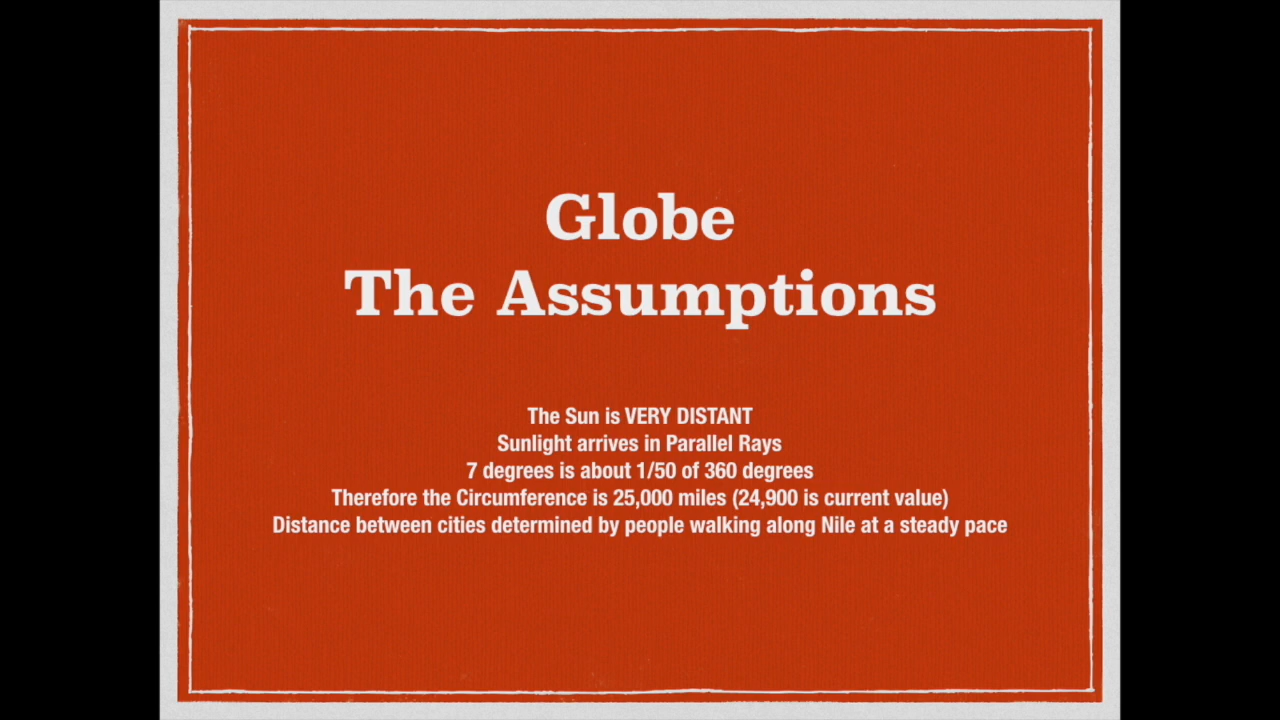 Globe
The Assumptions
The Sun is VERY DISTANT
Sunlight arrives in Parallel Rays
7 degrees is about 1/50 of 360 degrees
Therefore the Circumference is 25,000 miles (24,900 is current value)
Distance between cities determined by people walking along Nile at a steady pace